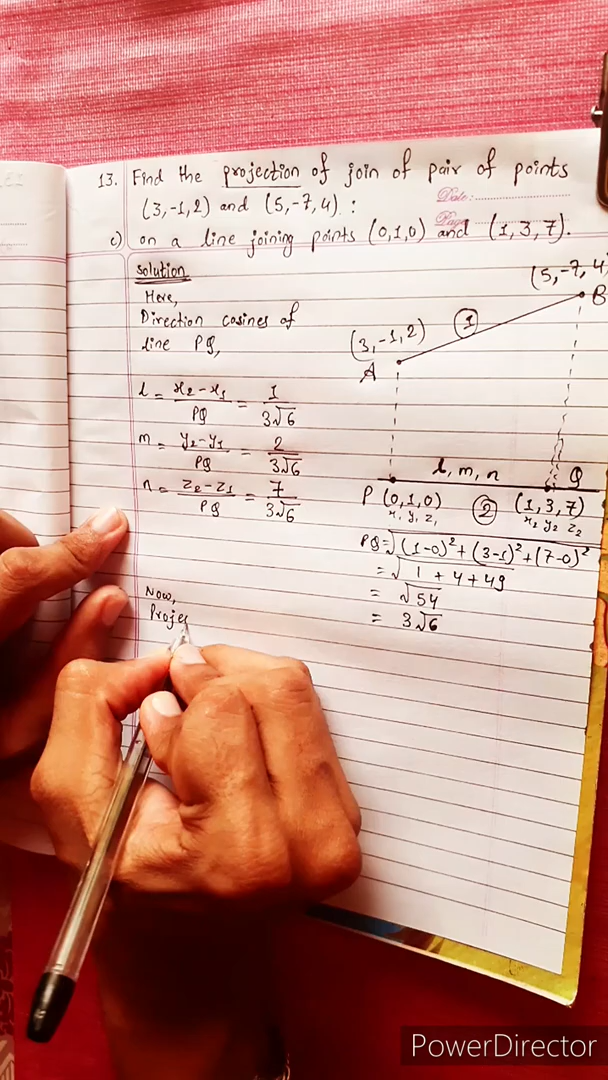 13. Find the projection of join of pair of points
(3,-1,2) and (5,-7,4) :
Date:
Page
c) on a line joining points (0,1,0) and (1,3,7).
Solution
Here,
Direction cosines of
line PQ,
l = x₂-x₁/PQ = 1/3√6
m = y₂-y₁/PQ = 2/3√6
n = z₂-z₁/PQ = 7/3√6
Now,
Projec
(5,-7,4)
B
(3,-1,2)
①
A
l, m, n
Q
P (0,1,0) ② (1,3,7)
x₁ y₁ z₁ x₂ y₂ z₂
PQ = √(1-0)²+(3-1)²+(7-0)²
= √1+4+49
= √54
= 3√6
PowerDirector